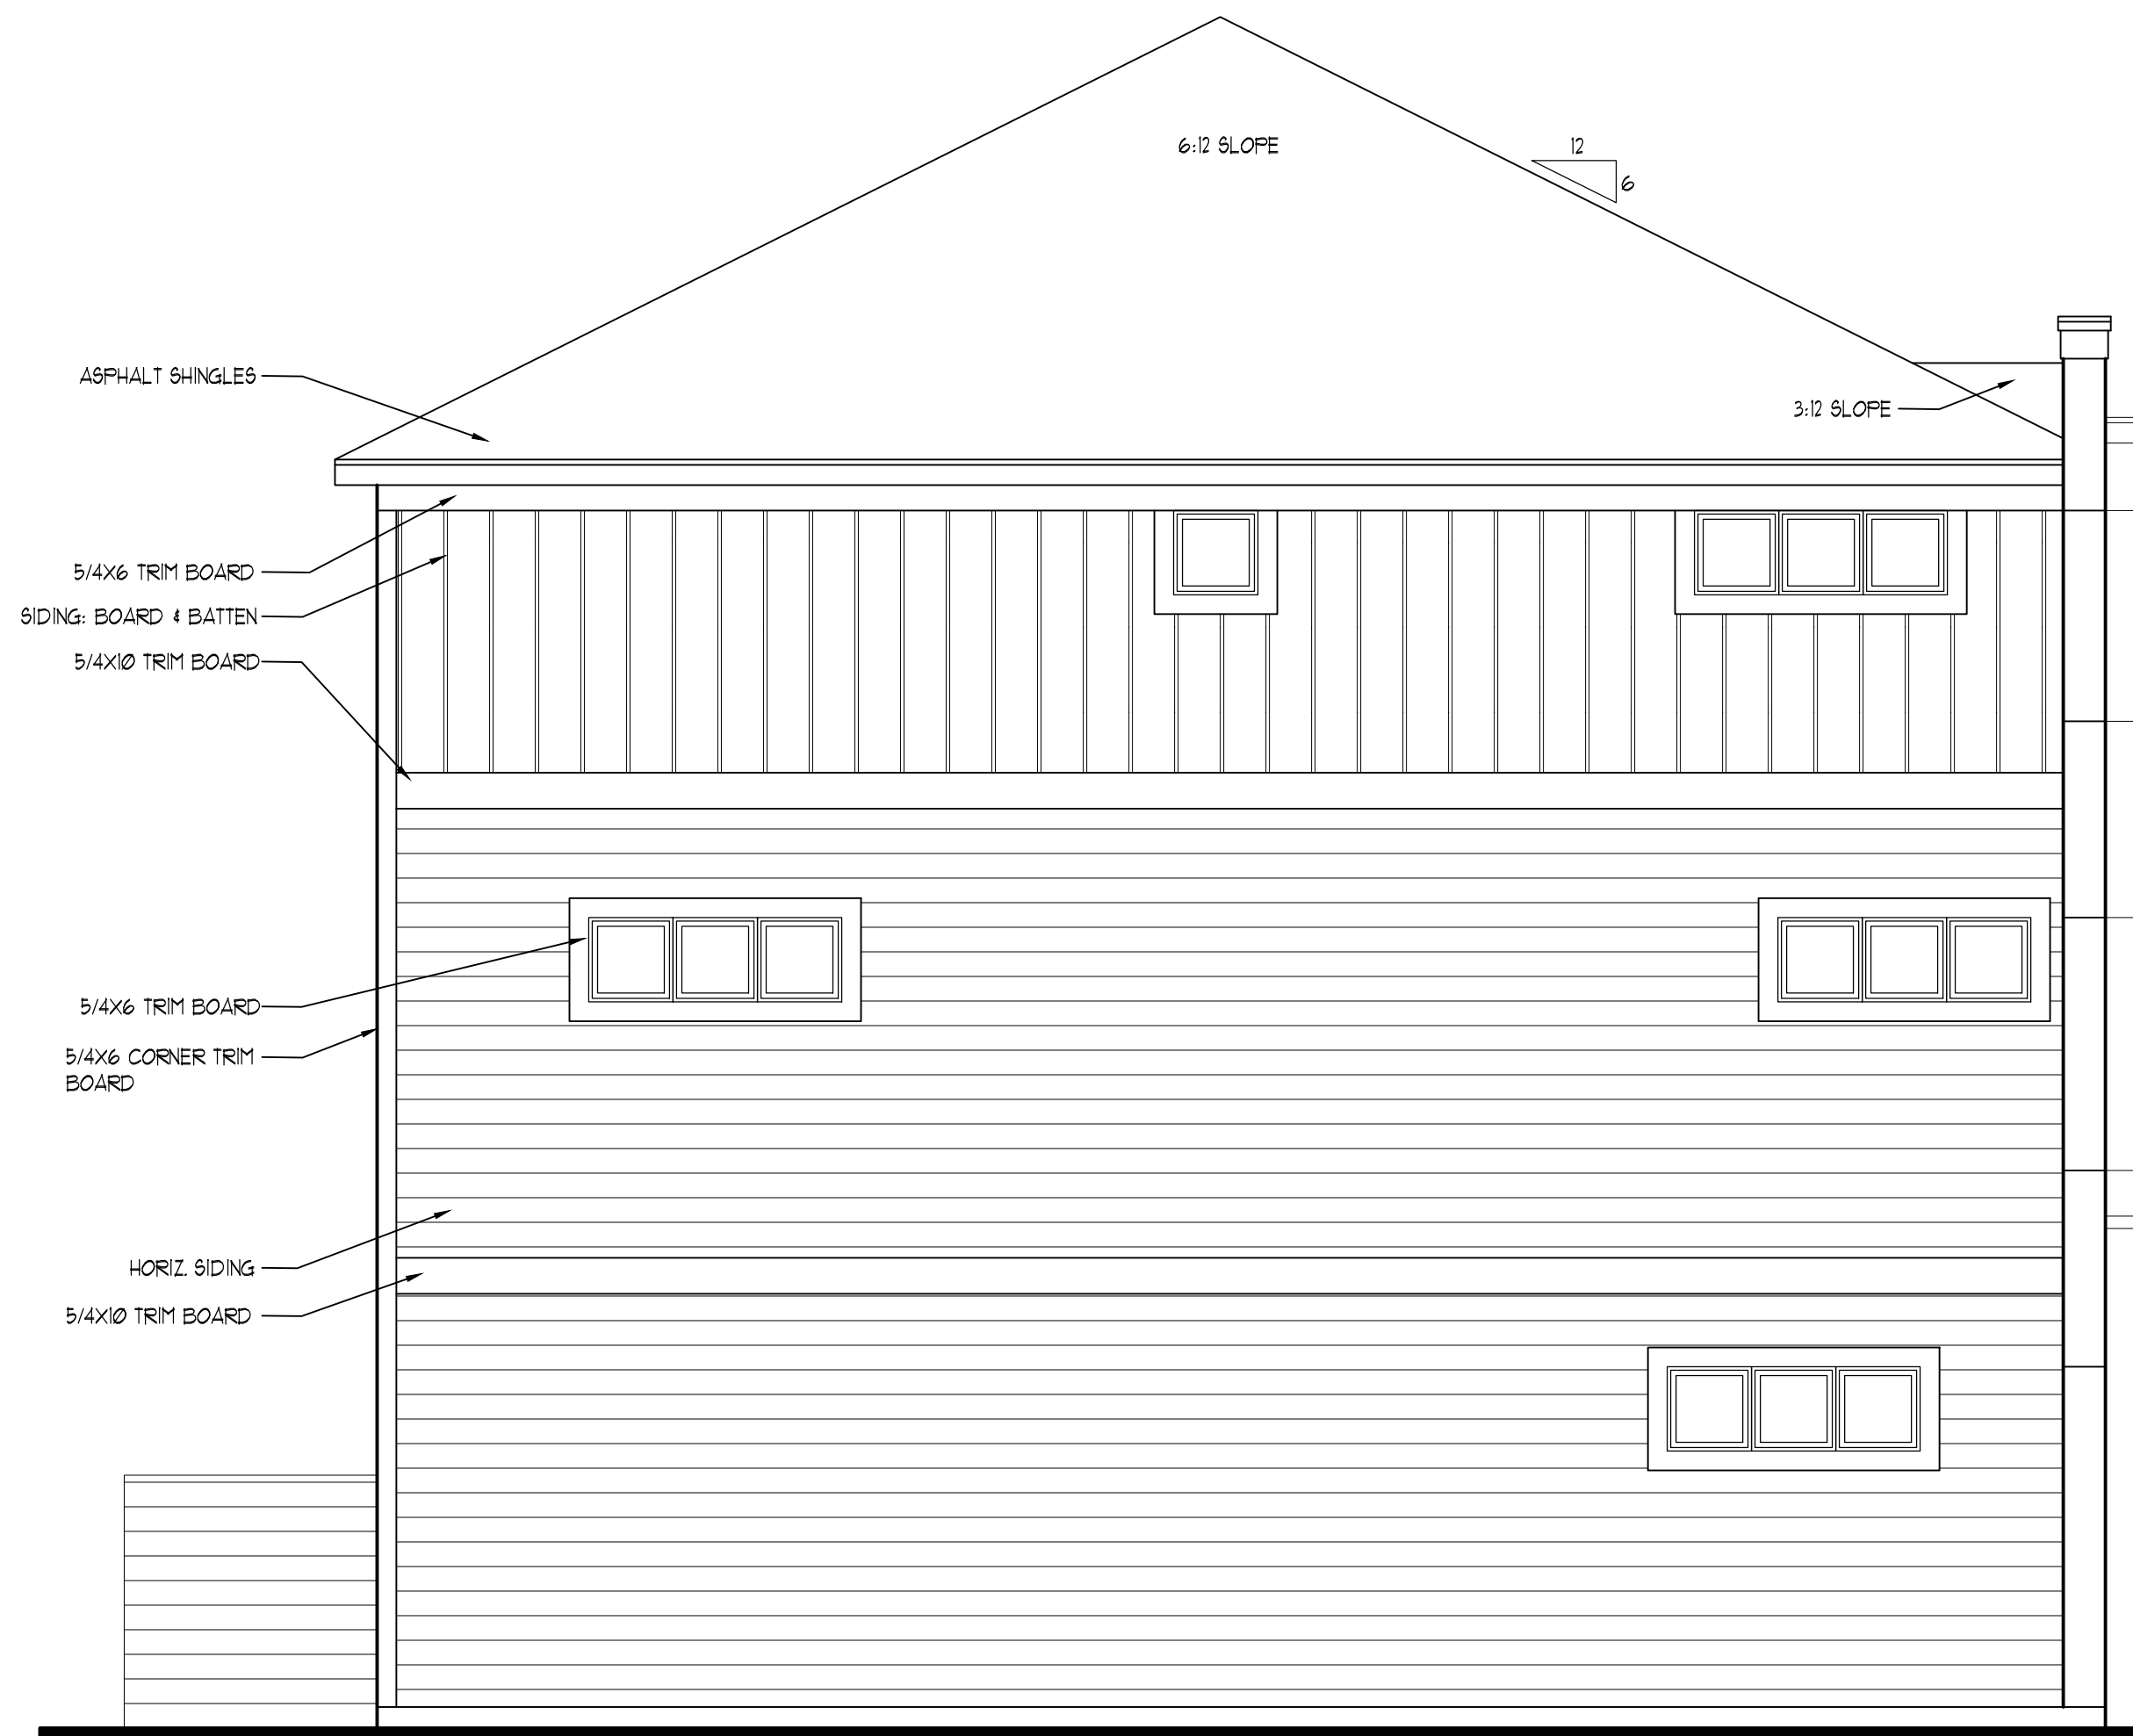 6:12 SLOPE
12
6
ASPHALT SHINGLES
3:12 SLOPE
5/4X6 TRIM BOARD
SIDING: BOARD & BATTEN
5/4X10 TRIM BOARD
5/4X6 TRIM BOARD
5/4X6 CORNER TRIM
BOARD
HORIZ. SIDING
5/4X10 TRIM BOARD